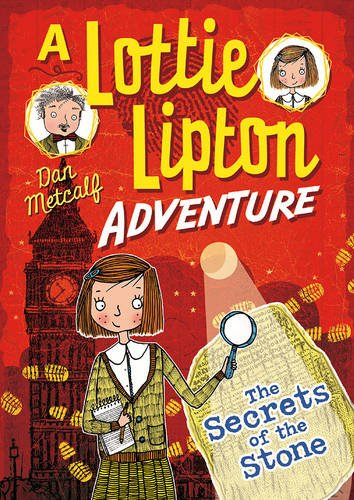 A
Lottie
Lipton
ADVENTURE
Dan
Metcalf
The
Secrets
of the
Stone